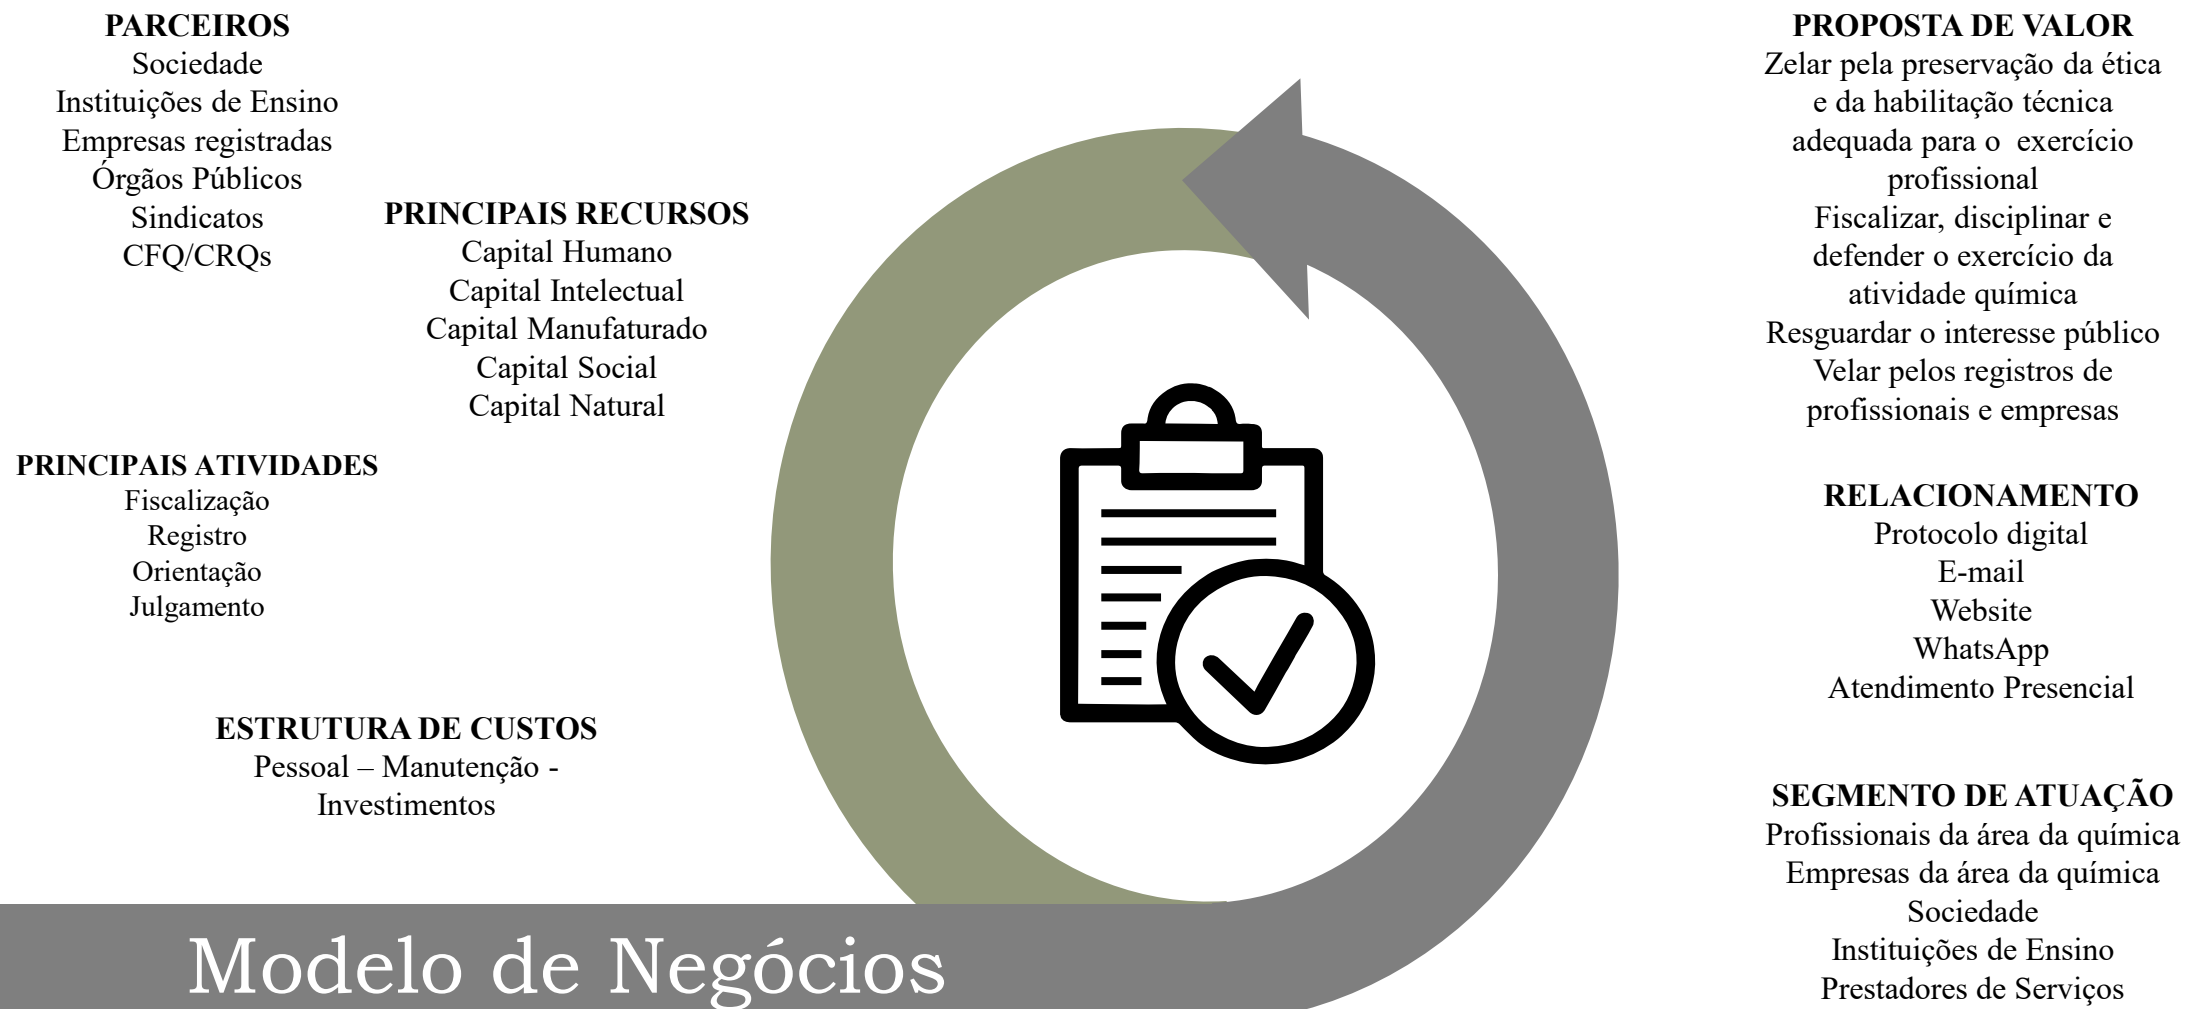 PARCEIROS
Sociedade
Instituições de Ensino
Empresas registradas
Órgãos Públicos
Sindicatos
CFQ/CRQs
PRINCIPAIS RECURSOS
Capital Humano
Capital Intelectual
Capital Manufaturado
Capital Social
Capital Natural
PRINCIPAIS ATIVIDADES
Fiscalização
Registro
Orientação
Julgamento
ESTRUTURA DE CUSTOS
Pessoal – Manutenção -
Investimentos
Modelo de Negócios
PROPOSTA DE VALOR
Zelar pela preservação da ética
e da habilitação técnica
adequada para o  exercício
profissional
Fiscalizar, disciplinar e
defender o exercício da
atividade química
Resguardar o interesse público
Velar pelos registros de
profissionais e empresas
RELACIONAMENTO
Protocolo digital
E-mail
Website
WhatsApp
Atendimento Presencial
SEGMENTO DE ATUAÇÃO
Profissionais da área da química
Empresas da área da química
Sociedade
Instituições de Ensino
Prestadores de Serviços